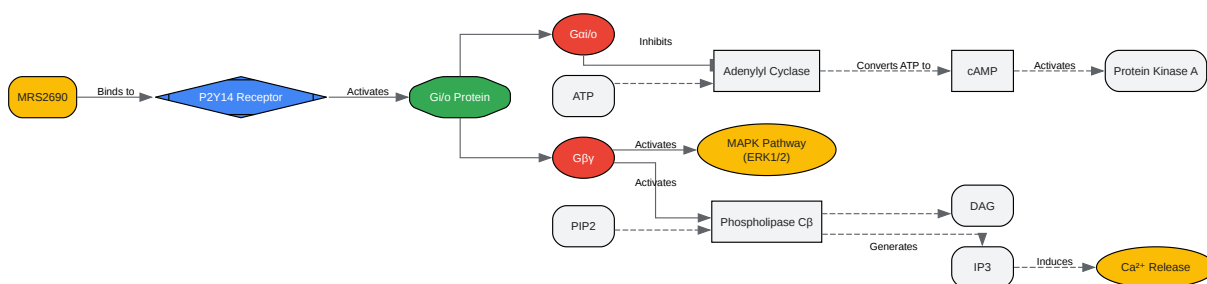 MRS2690
Binds to
P2Y14 Receptor
Activates
Gi/o Protein
Gαi/o
Inhibits
ATP
Adenylyl Cyclase
Converts ATP to
cAMP
Activates
Protein Kinase A
Gβγ
Activates
MAPK Pathway
(ERK1/2)
Activates
PIP2
Phospholipase Cβ
DAG
Generates
IP3
Induces
Ca²⁺ Release